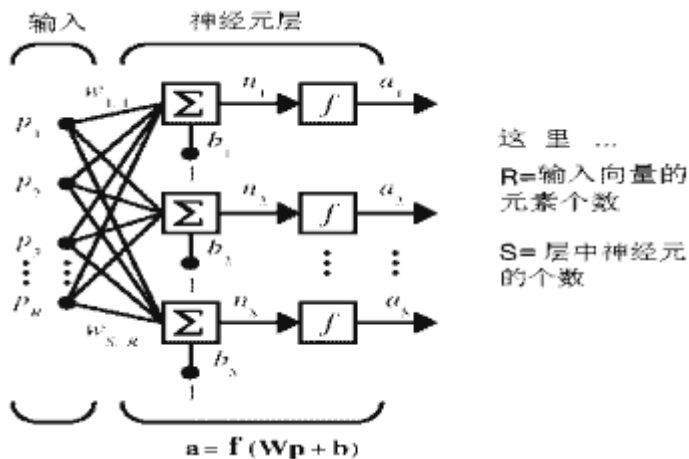 输入
神经元层
w1,1
n1
a1
Σ
f
p1
b1
1
这 里 ...
R=输入向量的
元素个数
p2
n2
a2
Σ
f
p3
b2
1
S= 层中神经元
的个数
pR
nS
aS
Σ
f
wS, R
bS
1
a= f (Wp + b)